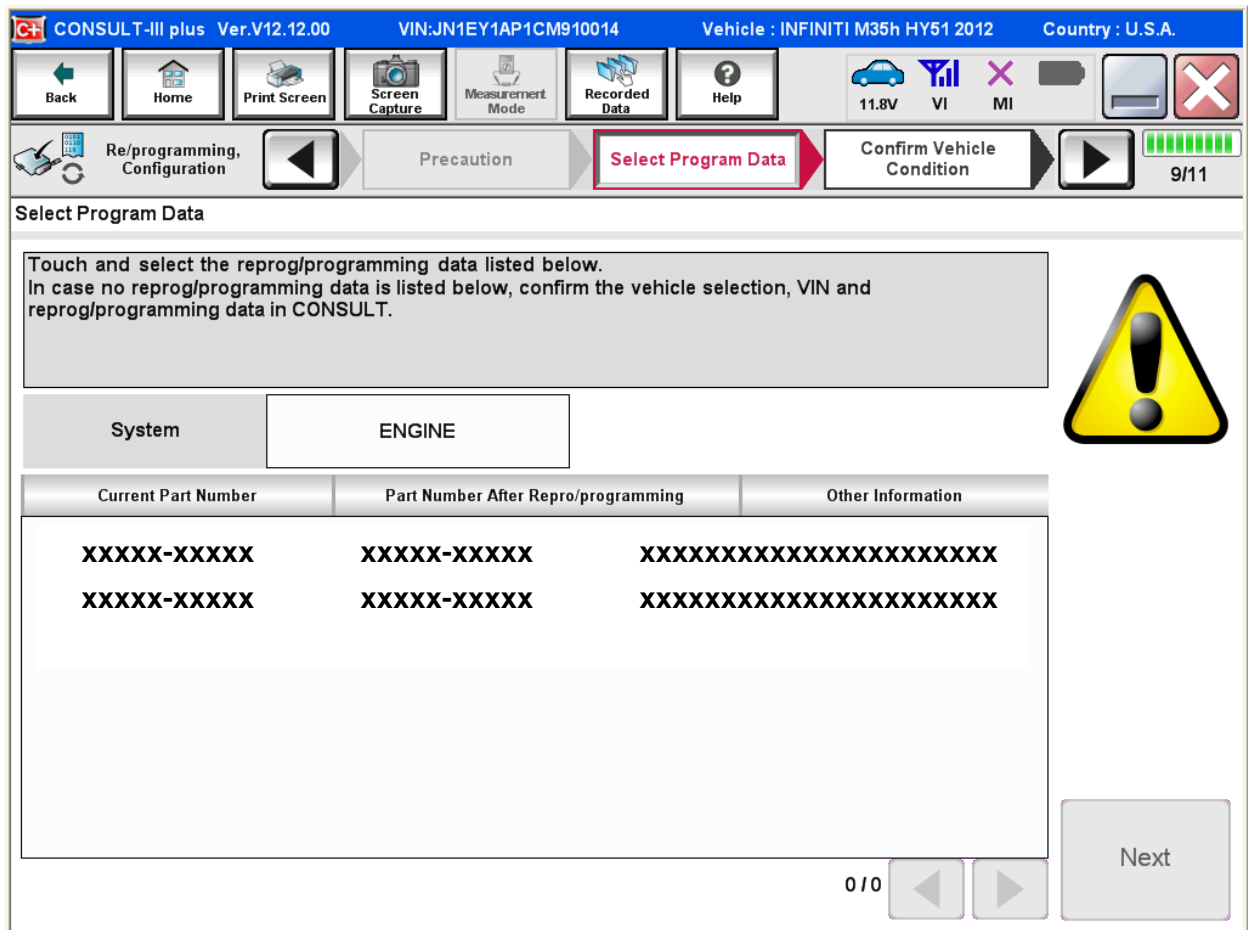 C+ CONSULT-III plus Ver.V12.12.00 VIN:JN1EY1AP1CM910014 Vehicle : INFINITI M35h HY51 2012 Country : U.S.A.
Back
Home
Print Screen
Screen
Capture
Measurement
Mode
Recorded
Data
Help
11.8V
VI
MI
Re/programming,
Configuration
Precaution
Select Program Data
Confirm Vehicle
Condition
9/11
Select Program Data
Touch and select the reprog/programming data listed below.
In case no reprog/programming data is listed below, confirm the vehicle selection, VIN and
reprog/programming data in CONSULT.
System ENGINE
Current Part Number Part Number After Repro/programming Other Information
XXXXX-XXXXX XXXXX-XXXXX XXXXXXXXXXXXXXXXXXXXXX
XXXXX-XXXXX XXXXX-XXXXX XXXXXXXXXXXXXXXXXXXXXX
Next
0/0